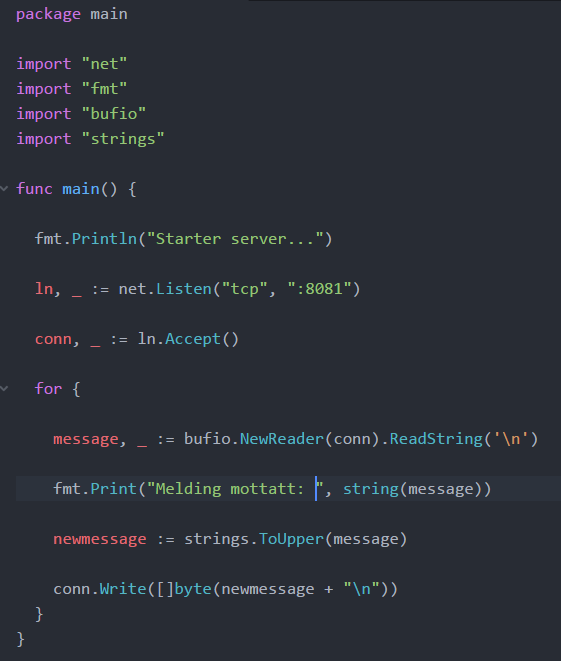 package main
import "net"
import "fmt"
import "bufio"
import "strings"
func main() {
fmt.Println("Starter server...")
ln, _ := net.Listen("tcp", ":8081")
conn, _ := ln.Accept()
for {
message, _ := bufio.NewReader(conn).ReadString('\n')
fmt.Print("Melding mottatt: ", string(message))
newmessage := strings.ToUpper(message)
conn.Write([]byte(newmessage + "\n"))
}
}